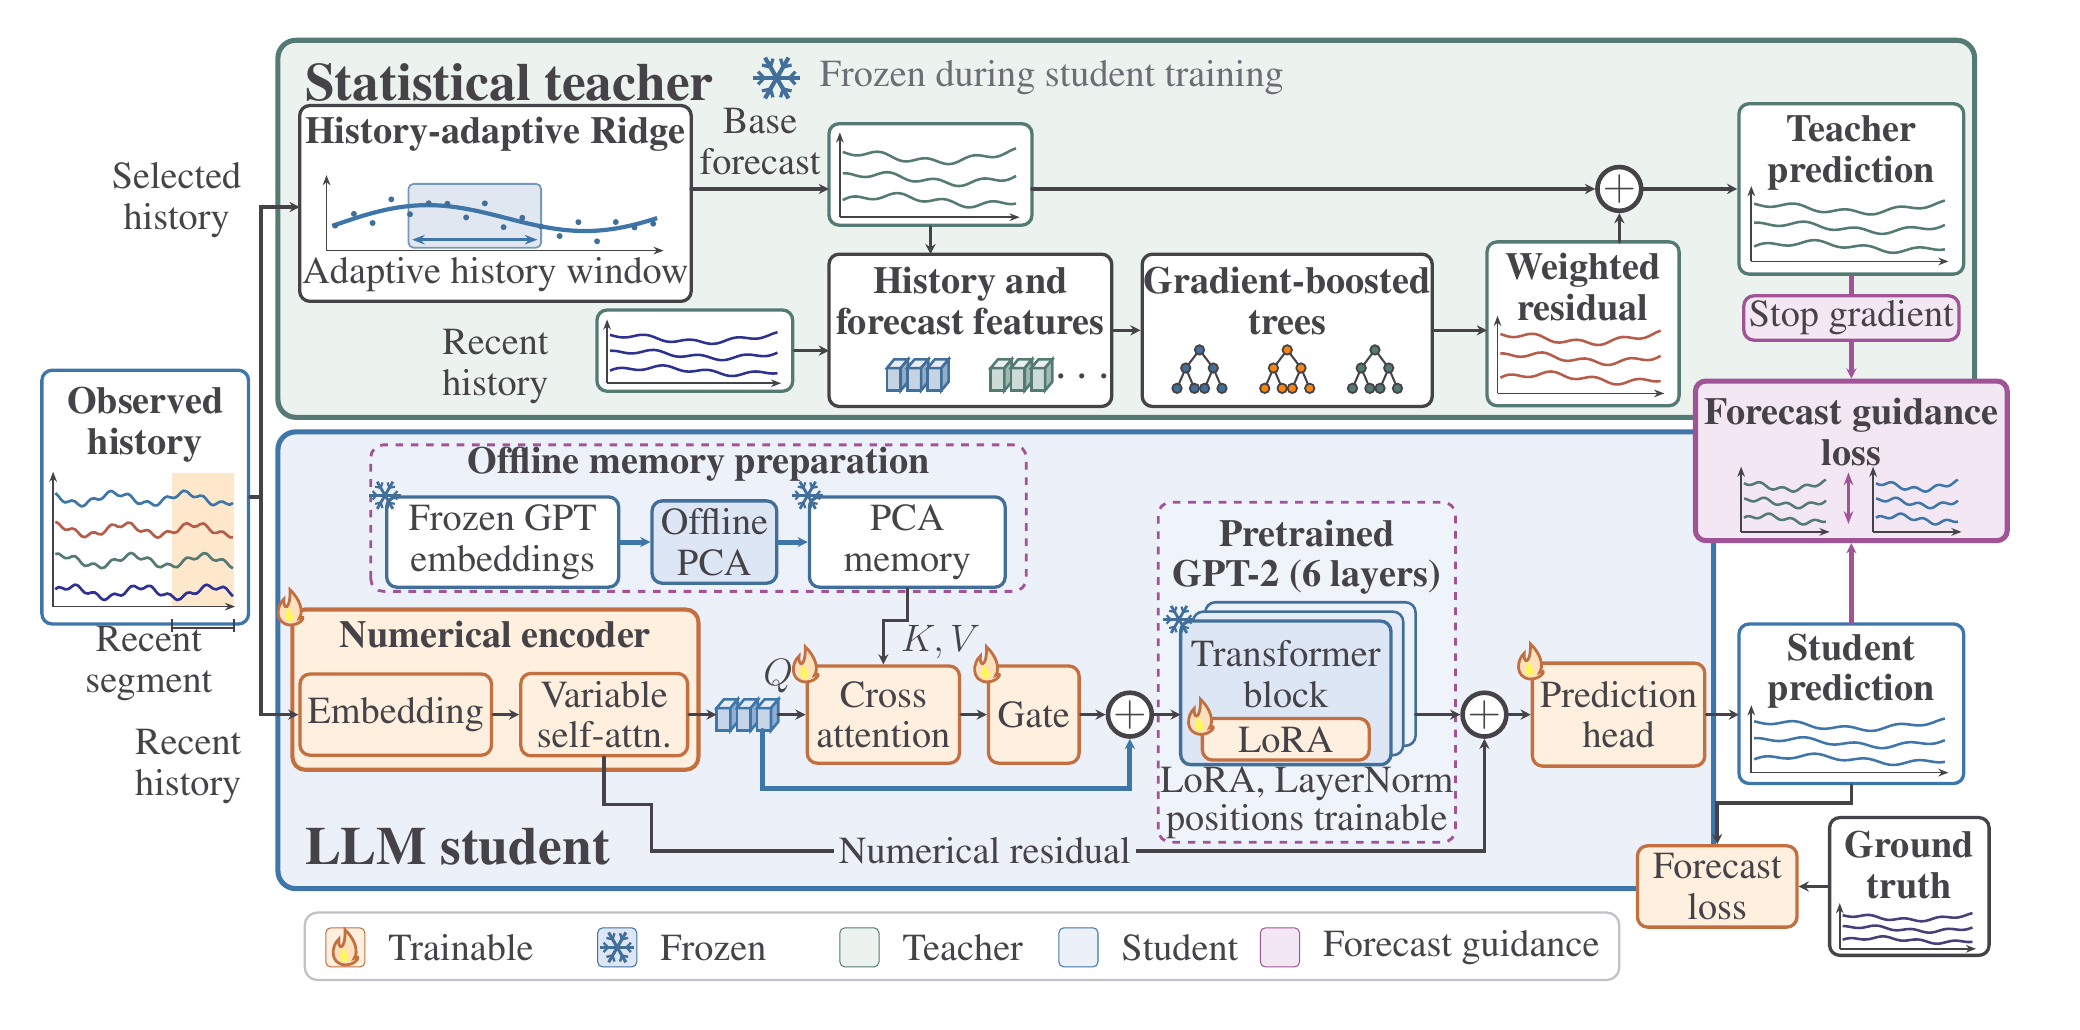 Statistical teacher
Frozen during student training
History-adaptive Ridge
Adaptive history window
Base
forecast
Selected
history
Recent
history
History and
forecast features
. . .
Gradient-boosted
trees
Weighted
residual
Teacher
prediction
Stop gradient
Forecast guidance
loss
Observed
history
Recent
segment
Recent
history
Offline memory preparation
Frozen GPT
embeddings
Offline
PCA
PCA
memory
Numerical encoder
Embedding
Variable
self-attn.
Q
K, V
Cross
attention
Gate
Pretrained
GPT-2 (6 layers)
Transformer
block
LoRA
LoRA, LayerNorm
positions trainable
Prediction
head
Student
prediction
Numerical residual
LLM student
Forecast
loss
Ground
truth
Trainable
Frozen
Teacher
Student
Forecast guidance